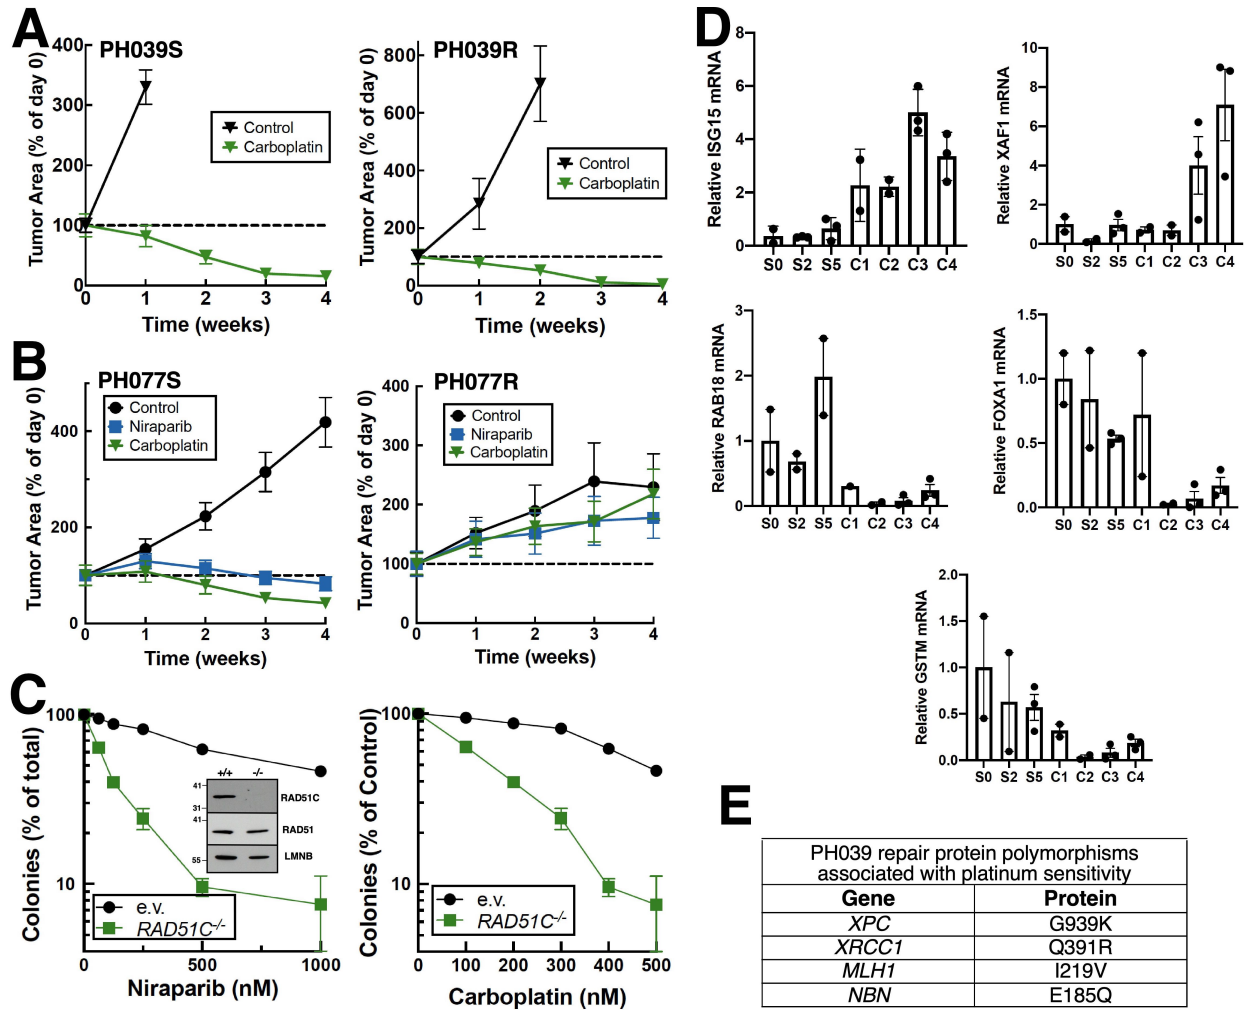 A
PH039S
Tumor Area (% of day 0)
400
300
200
100
0
0 1 2 3 4
Time (weeks)
Control
Carboplatin
PH039R
Tumor Area (% of day 0)
800
600
400
200
0
0 1 2 3 4
Time (weeks)
Control
Carboplatin
B
PH077S
Control
Niraparib
Carboplatin
Tumor Area (% of day 0)
400
200
0
0 1 2 3 4
Time (weeks)
PH077R
Control
Niraparib
Carboplatin
Tumor Area (% of day 0)
400
300
200
100
0
0 1 2 3 4
Time (weeks)
C
Colonies (% of total)
100
10
+/+ -/-
41
31
RAD51C
41
RAD51
55
LMNB
e.v.
RAD51C-/-
0 500 1000
Niraparib (nM)
Colonies (% of Control)
100
10
e.v.
RAD51C-/-
0 100 200 300 400 500
Carboplatin (nM)
D
Relative ISG15 mRNA
8
6
4
2
0
S0 S2 S5 C1 C2 C3 C4
Relative XAF1 mRNA
10
8
6
4
2
0
S0 S2 S5 C1 C2 C3 C4
Relative RAB18 mRNA
3
2
1
0
S0 S2 S5 C1 C2 C3 C4
Relative FOXA1 mRNA
1.5
1.0
0.5
0.0
S0 S2 S5 C1 C2 C3 C4
Relative GSTM mRNA
2.0
1.5
1.0
0.5
0.0
S0 S2 S5 C1 C2 C3 C4
E
PH039 repair protein polymorphisms
associated with platinum sensitivity
Gene Protein
XPC G939K
XRCC1 Q391R
MLH1 I219V
NBN E185Q